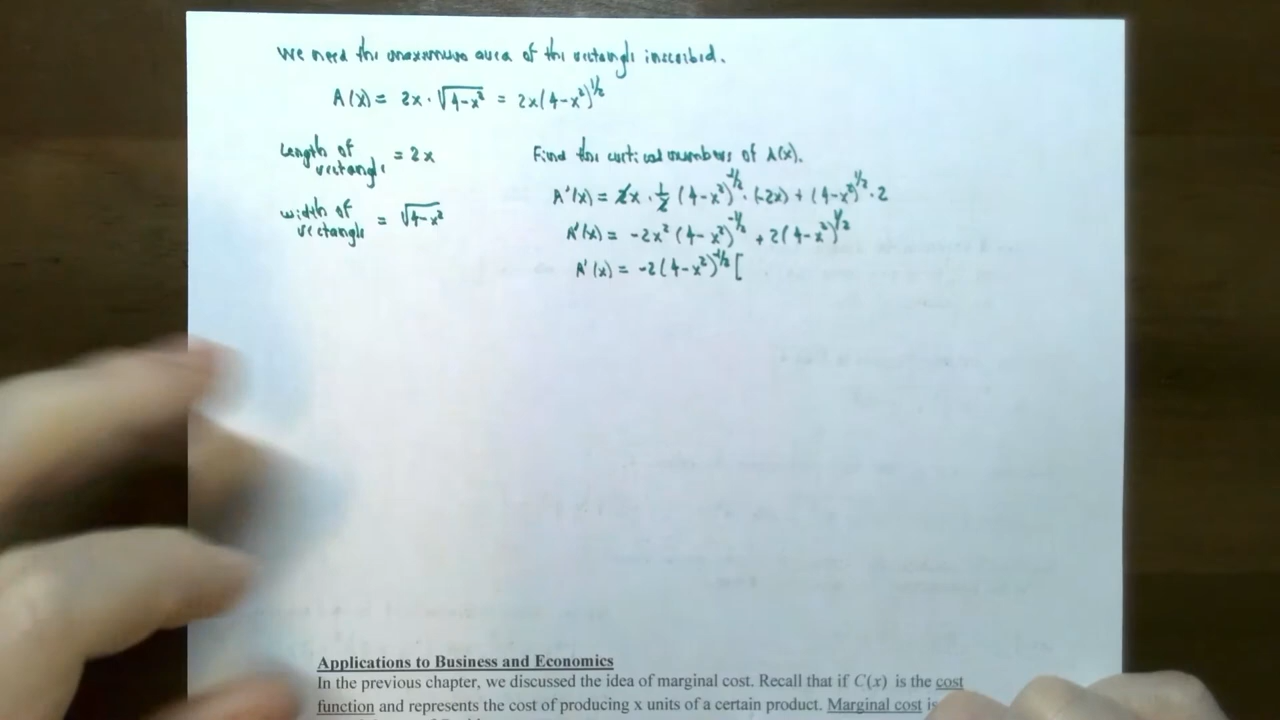 We need the maximum area of the rectangle inscribed.
A(x) = 2x · √(4-x²) = 2x(4-x²)^1/2
Length of rectangle = 2x
width of rectangle = √(4-x²)
Find the critical numbers of A(x).
A'(x) = 2x · 1/2 (4-x²)^-1/2 · (-2x) + (4-x²)^1/2 · 2
A'(x) = -2x² (4-x²)^-1/2 + 2(4-x²)^1/2
A'(x) = -2(4-x²)^-1/2 [
Applications to Business and Economics
In the previous chapter, we discussed the idea of marginal cost. Recall that if C(x) is the cost
function and represents the cost of producing x units of a certain product. Marginal cost is